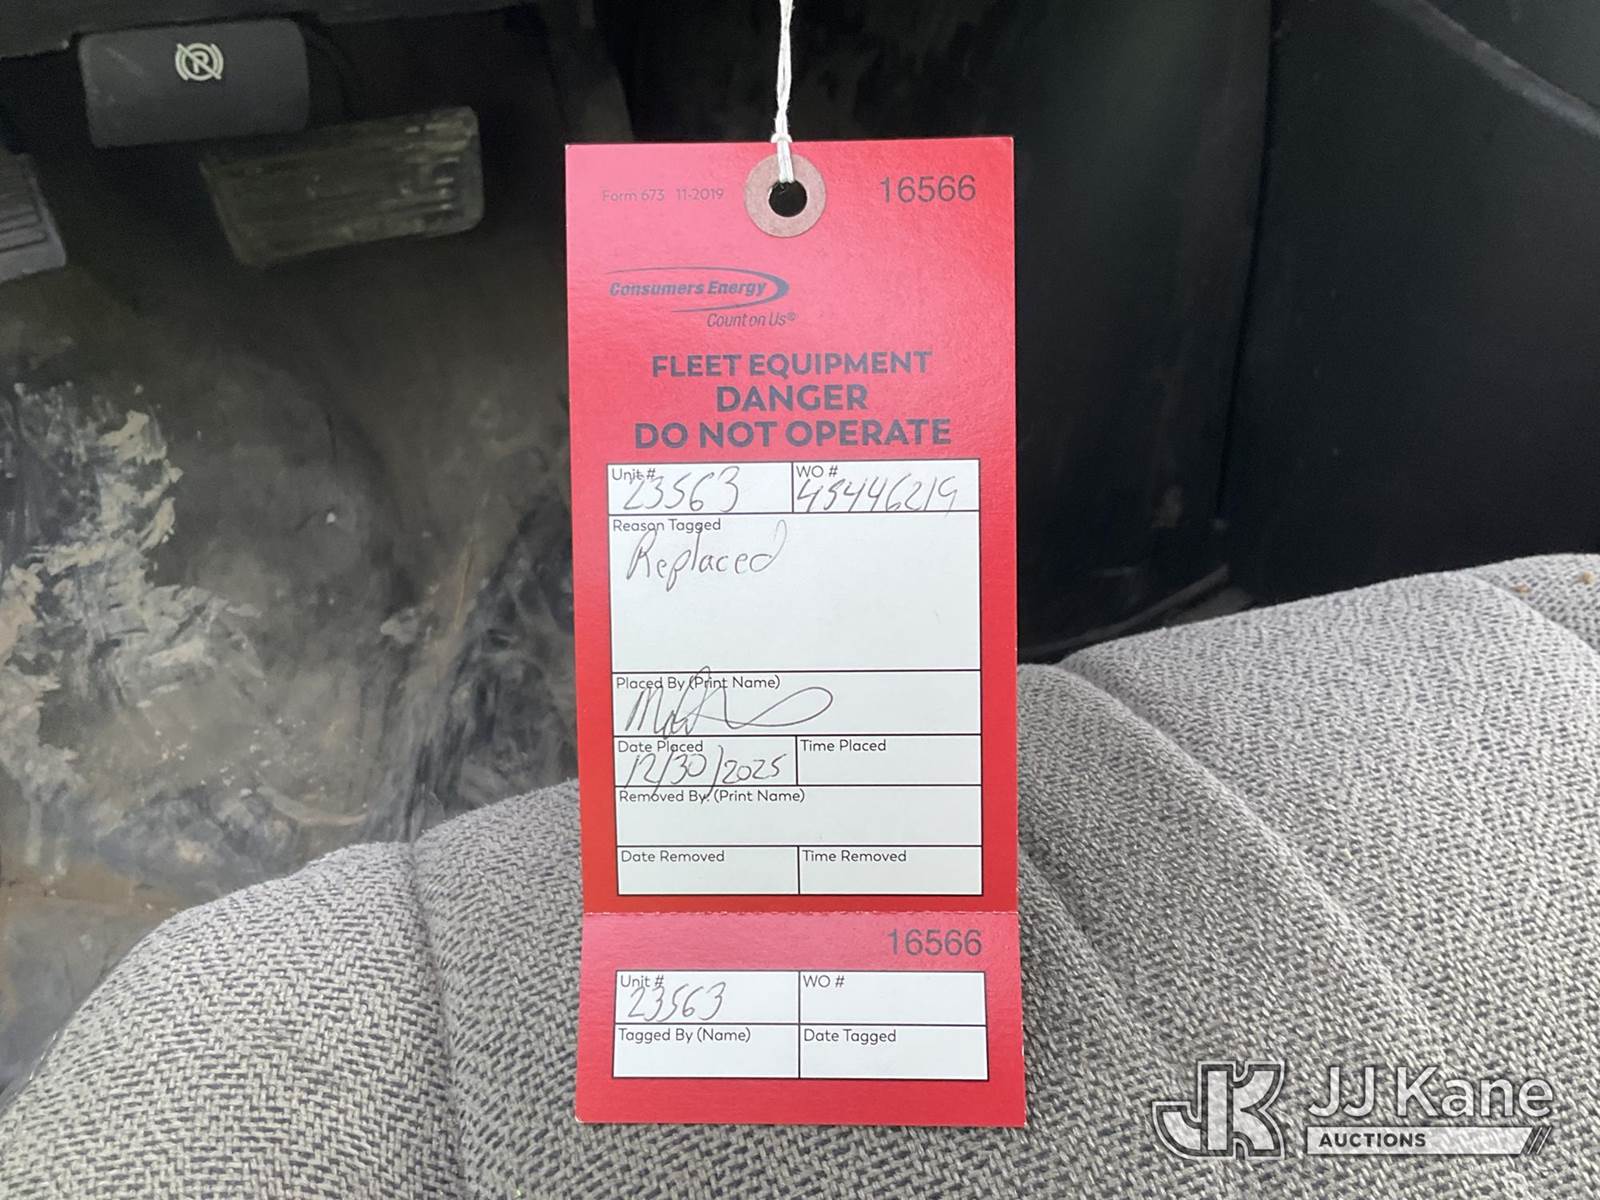 Form 673 11-2019
16566
Consumers Energy
Count on Us®
FLEET EQUIPMENT
DANGER
DO NOT OPERATE
Unit #
23563
WO #
45446219
Reason Tagged
Replaced
Placed By (Print Name)
Date Placed
12/30/2025
Time Placed
Removed By: (Print Name)
Date Removed
Time Removed
16566
Unit #
23563
WO #
Tagged By (Name)
Date Tagged
JK
JJ Kane
AUCTIONS